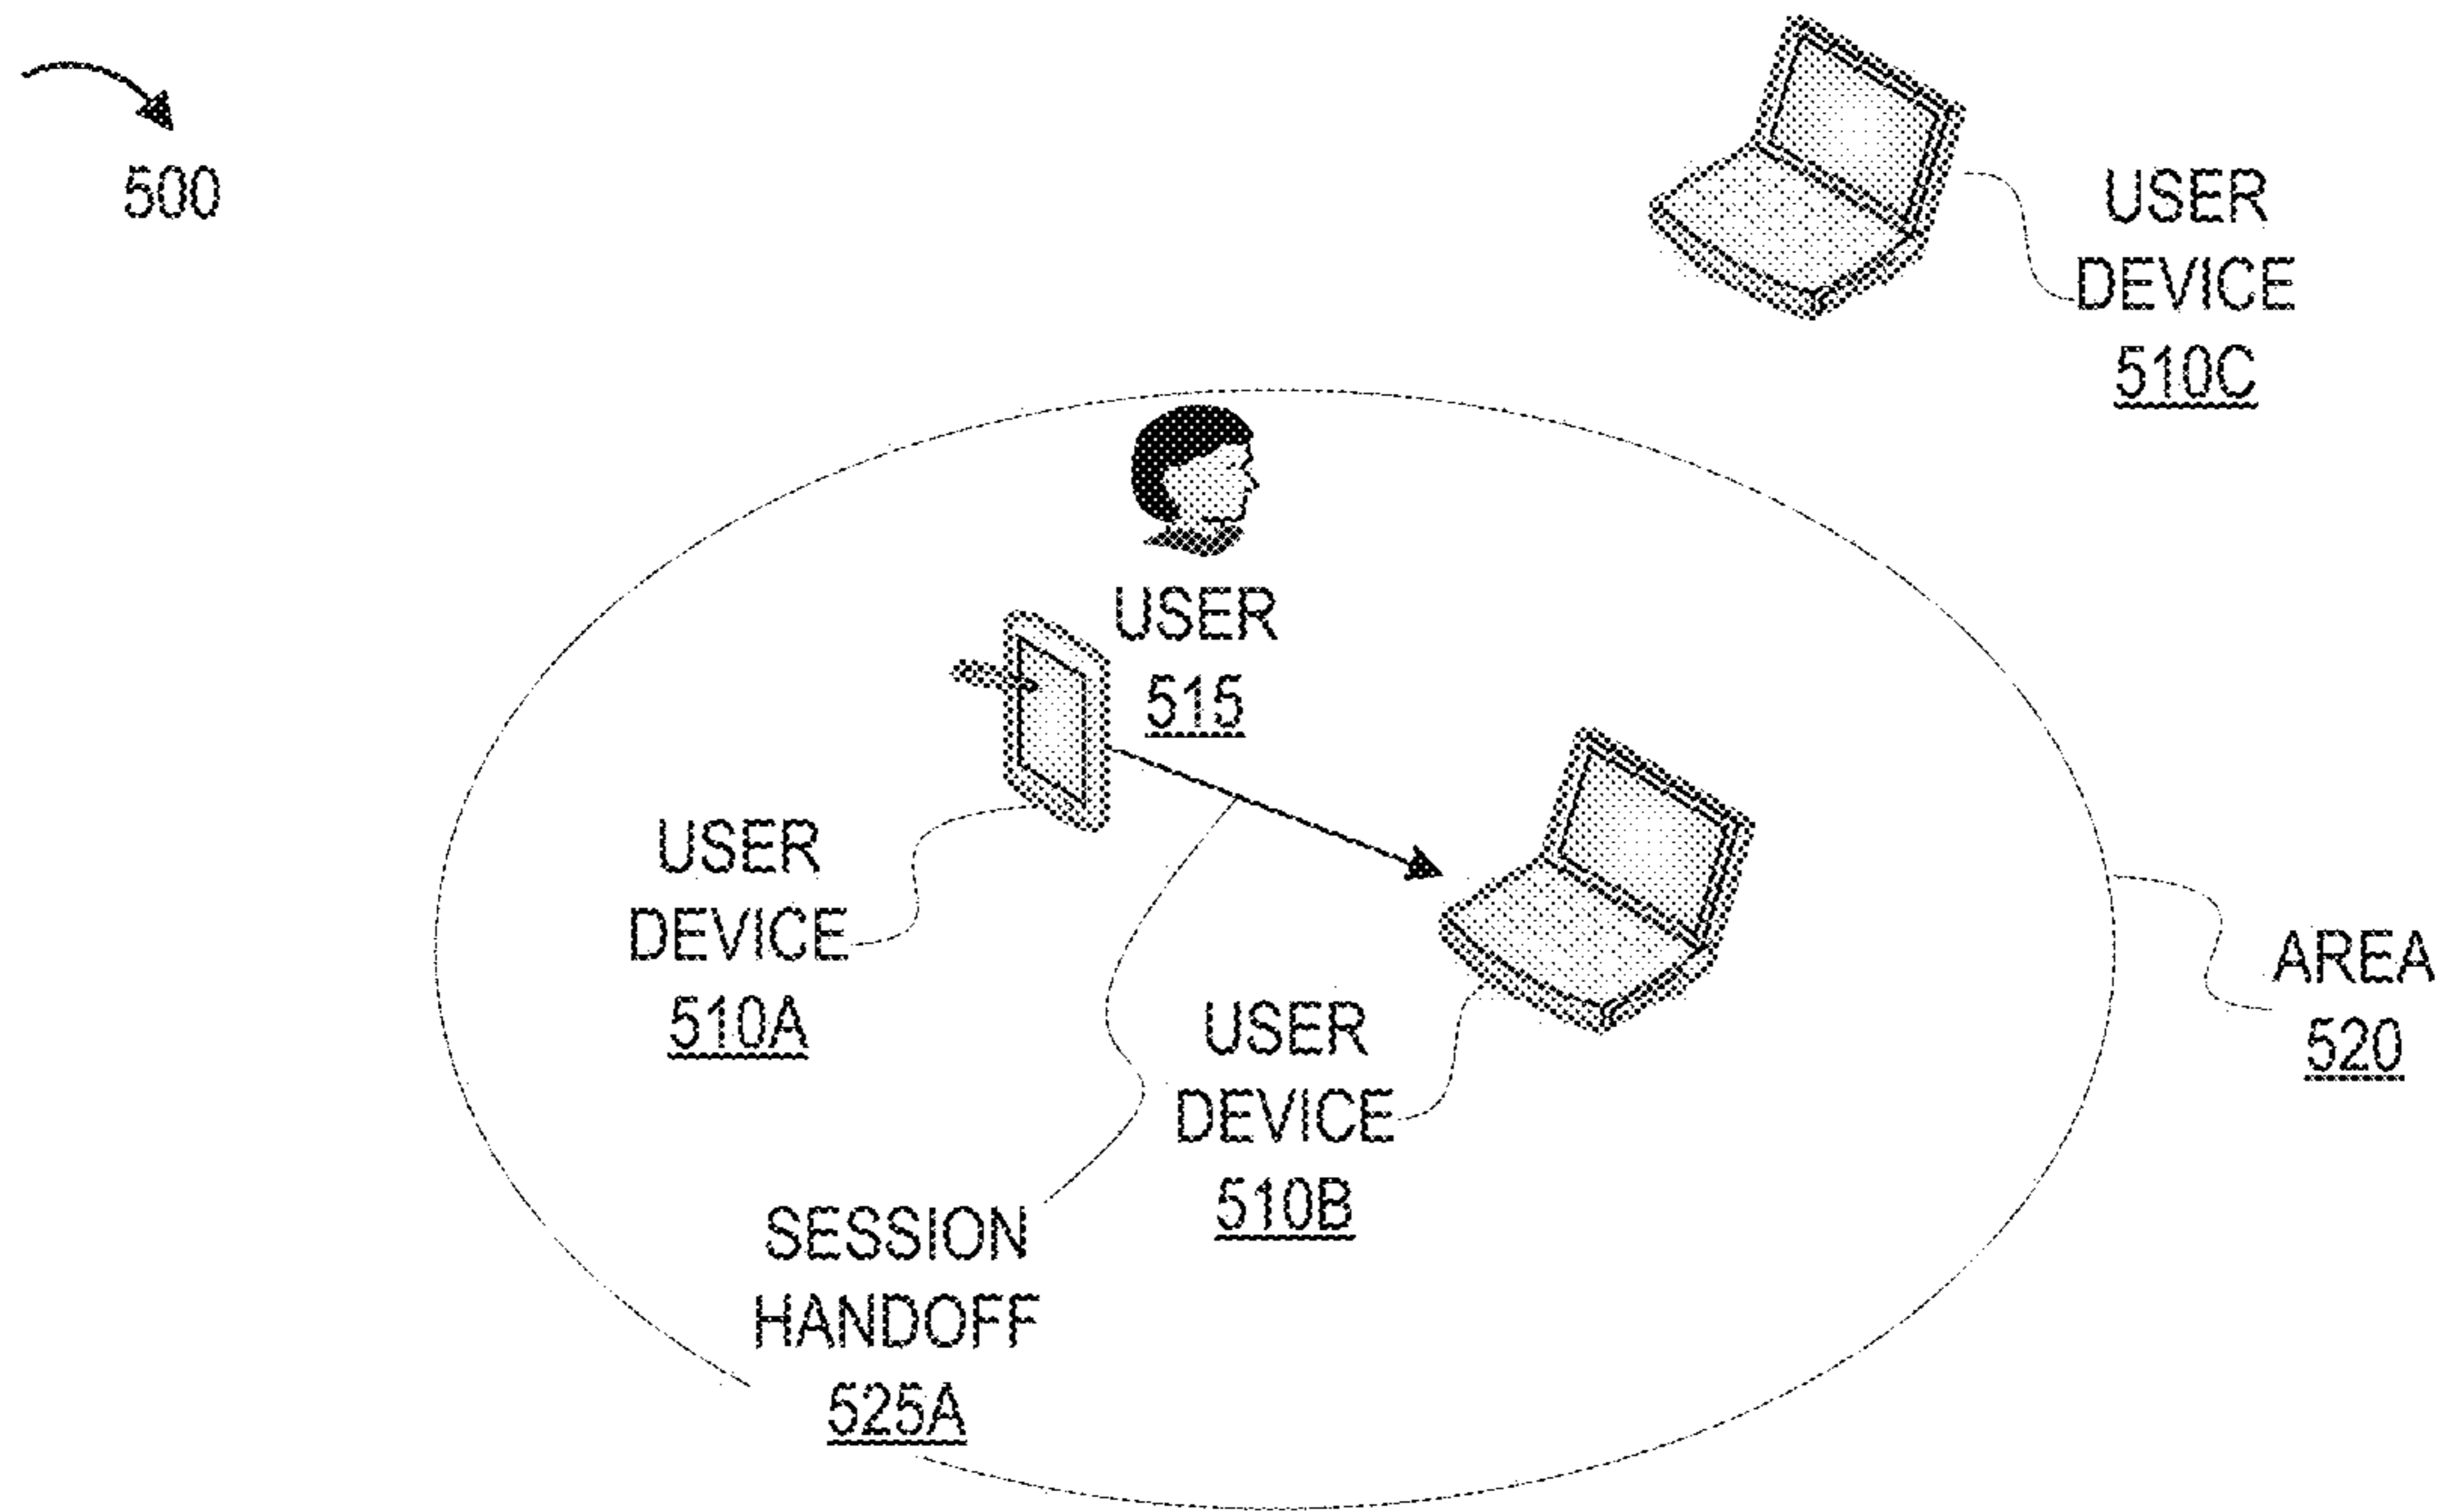 500
USER
DEVICE
510C
USER
515
USER
DEVICE
510A
AREA
520
USER
DEVICE
510B
SESSION
HANDOFF
525A